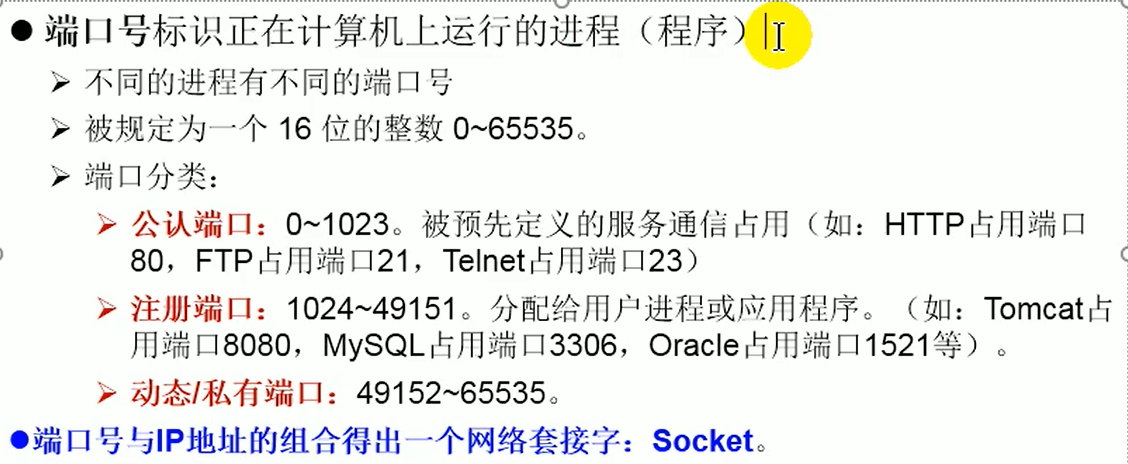 ● 端口号标识正在计算机上运行的进程（程序）
➢ 不同的进程有不同的端口号
➢ 被规定为一个 16 位的整数 0~65535。
➢ 端口分类：
➢ 公认端口：0~1023。被预先定义的服务通信占用（如：HTTP占用端口
80，FTP占用端口21，Telnet占用端口23）
➢ 注册端口：1024~49151。分配给用户进程或应用程序。（如：Tomcat占
用端口8080，MySQL占用端口3306，Oracle占用端口1521等）。
➢ 动态/私有端口：49152~65535。
●端口号与IP地址的组合得出一个网络套接字：Socket。